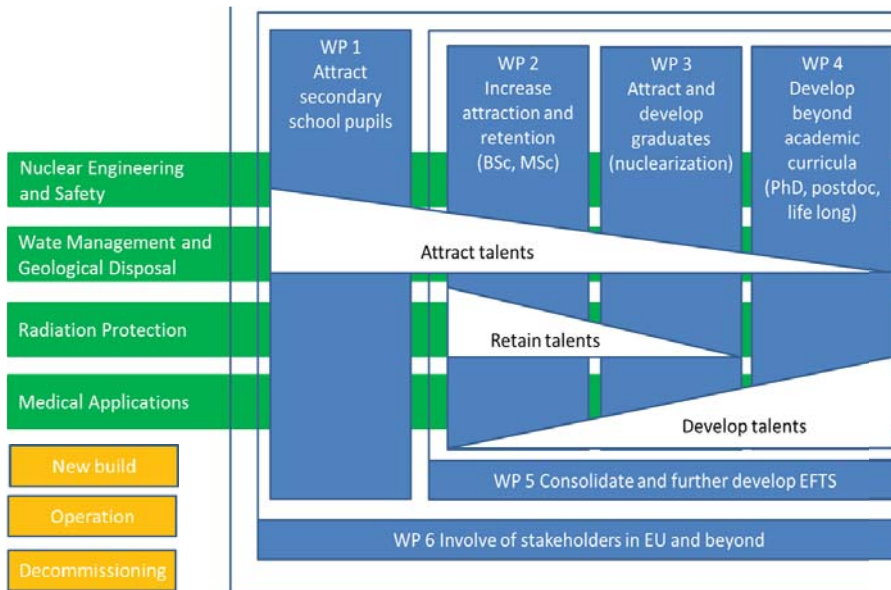 WP 1
Attract
secondary
school pupils
WP 2
Increase
attraction and
retention
(BSc, MSc)
WP 3
Attract and
develop
graduates
(nuclearization)
WP 4
Develop
beyond
academic
curricula
(PhD, postdoc,
life long)
Nuclear Engineering
and Safety
Wate Management and
Geological Disposal
Attract talents
Radiation Protection
Retain talents
Medical Applications
Develop talents
New build
WP 5 Consolidate and further develop EFTS
Operation
WP 6 Involve of stakeholders in EU and beyond
Decommissioning